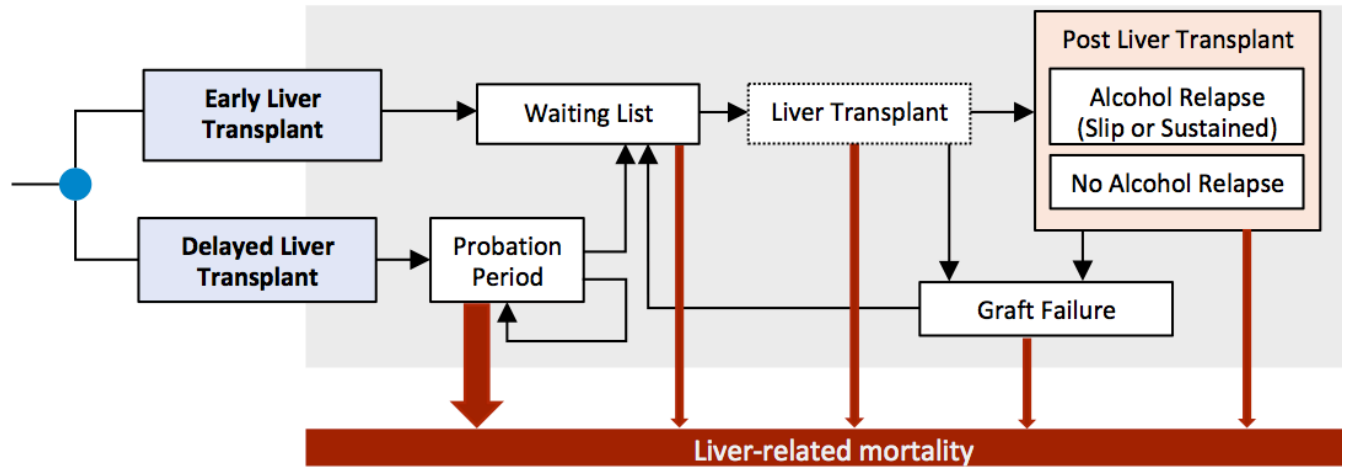 Early Liver
Transplant
Delayed Liver
Transplant
Probation
Period
Waiting List
Liver Transplant
Post Liver Transplant
Alcohol Relapse
(Slip or Sustained)
No Alcohol Relapse
Graft Failure
Liver-related mortality